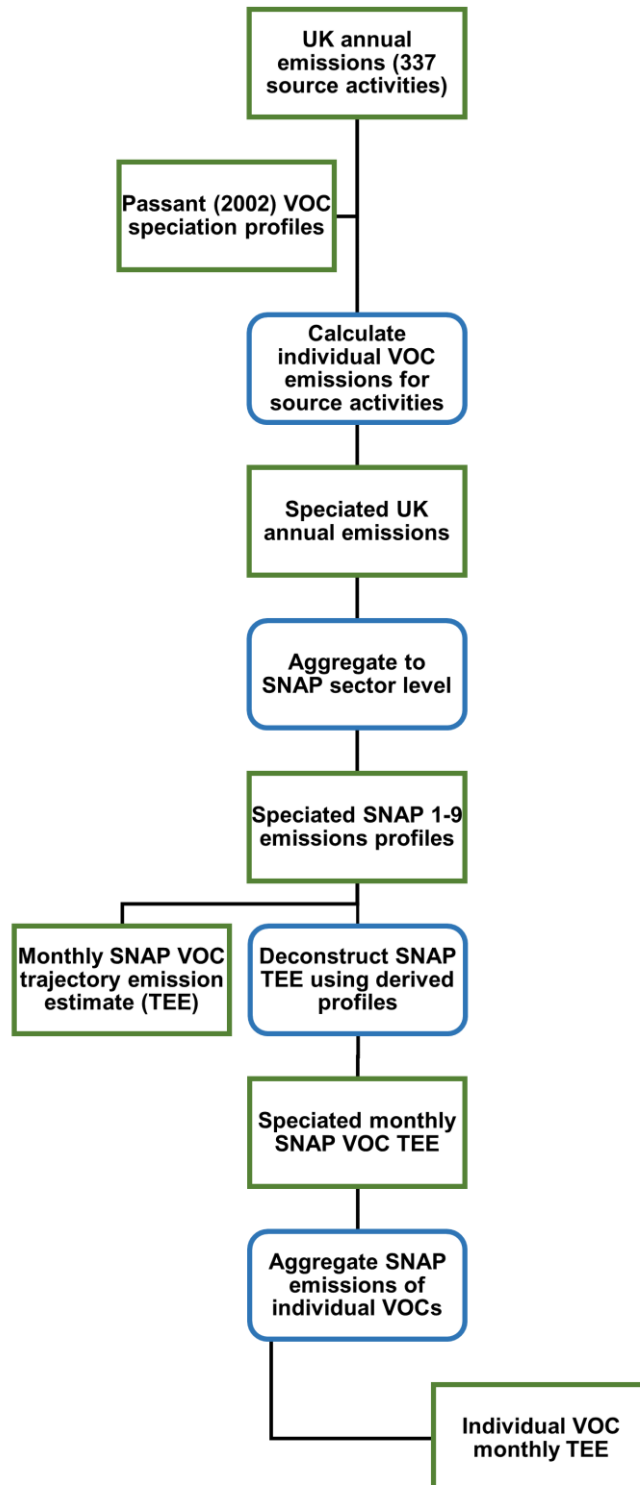 UK annual
emissions (337
source activities)
Passant (2002) VOC
speciation profiles
Calculate
individual VOC
emissions for
source activities
Speciated UK
annual emissions
Aggregate to
SNAP sector level
Speciated SNAP 1-9
emissions profiles
Monthly SNAP VOC
trajectory emission
estimate (TEE)
Deconstruct SNAP
TEE using derived
profiles
Speciated monthly
SNAP VOC TEE
Aggregate SNAP
emissions of
individual VOCs
Individual VOC
monthly TEE